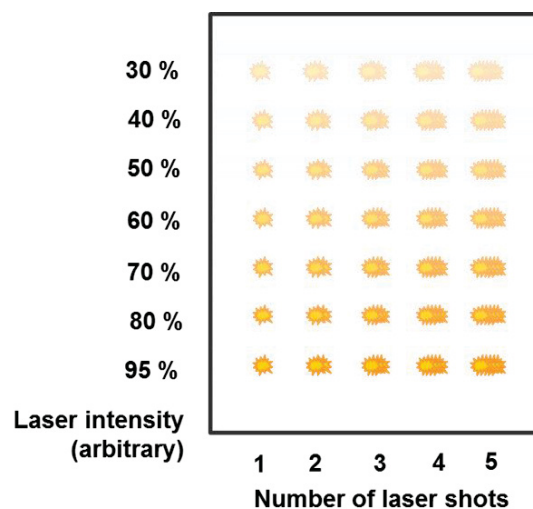 30 %
40 %
50 %
60 %
70 %
80 %
95 %
Laser intensity
(arbitrary)
1 2 3 4 5
Number of laser shots